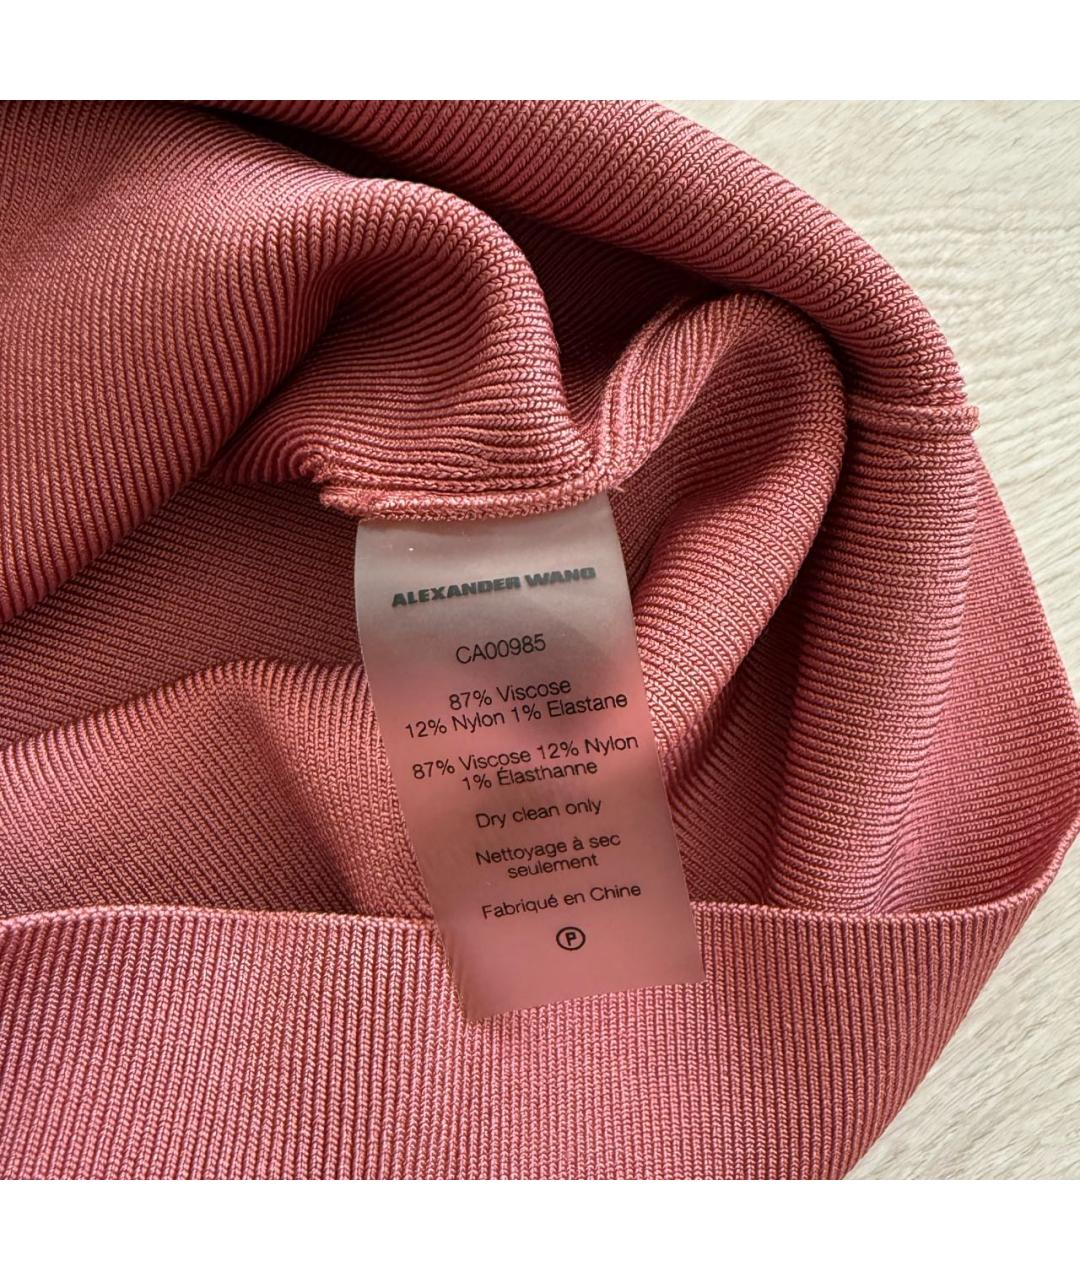 ALEXANDER WANG
CA00985
87% Viscose
12% Nylon 1% Elastane
87% Viscose 12% Nylon
1% Élasthanne
Dry clean only
Nettoyage à sec
seulement
Fabriqué en Chine
P